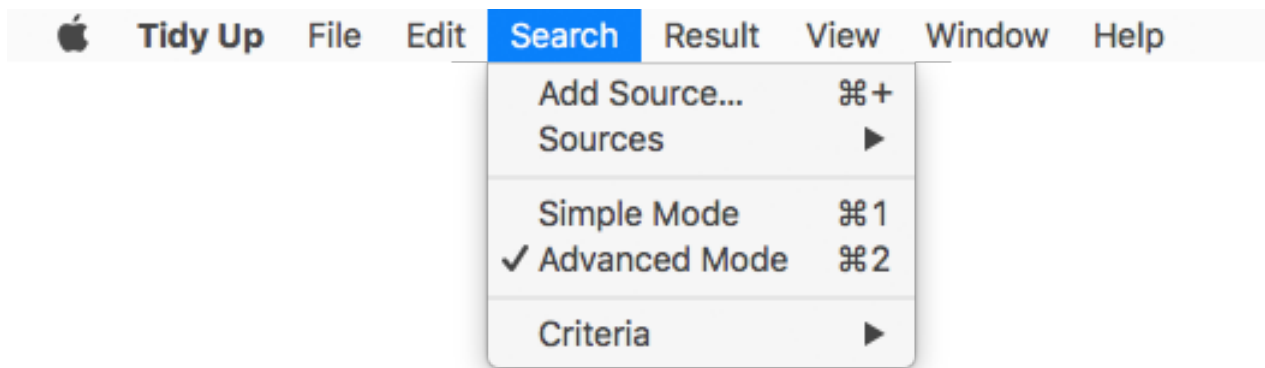 Tidy Up File Edit Search Result View Window Help
Add Source... ⌘+
Sources ▶
Simple Mode ⌘1
✓ Advanced Mode ⌘2
Criteria ▶